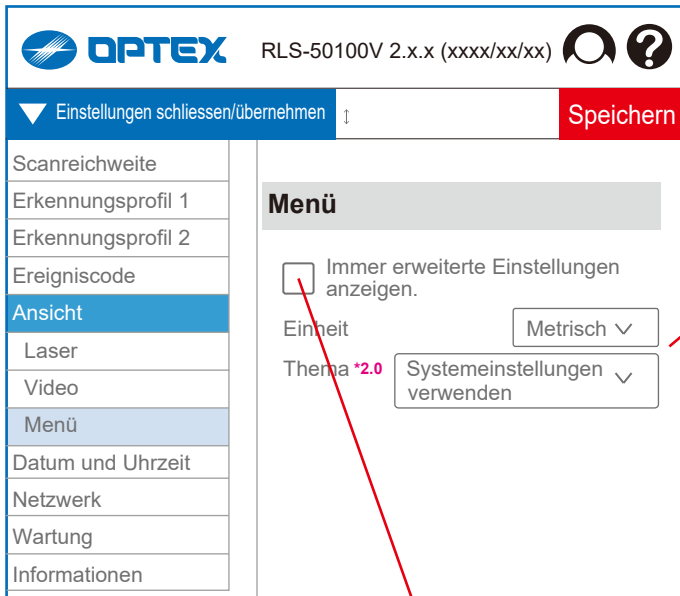 OPTEX RLS-50100V 2.x.x (xxxx/xx/xx) ?
Einstellungen schliessen/übernehmen ↕ Speichern
Scanreichweite
Erkennungsprofil 1
Erkennungsprofil 2
Ereigniscode
Ansicht
Laser
Video
Menü
Datum und Uhrzeit
Netzwerk
Wartung
Informationen
Menü
Immer erweiterte Einstellungen
anzeigen.
Einheit Metrisch
Thema *2.0 Systemeinstellungen
verwenden